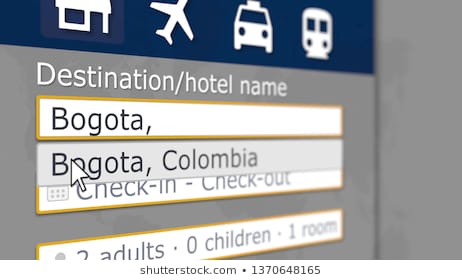 Destination/hotel name
Bogota,
Bogota, Colombia
Check-in - Check-out
2 adults · 0 children · 1 room
shutterstock.com • 1370648165